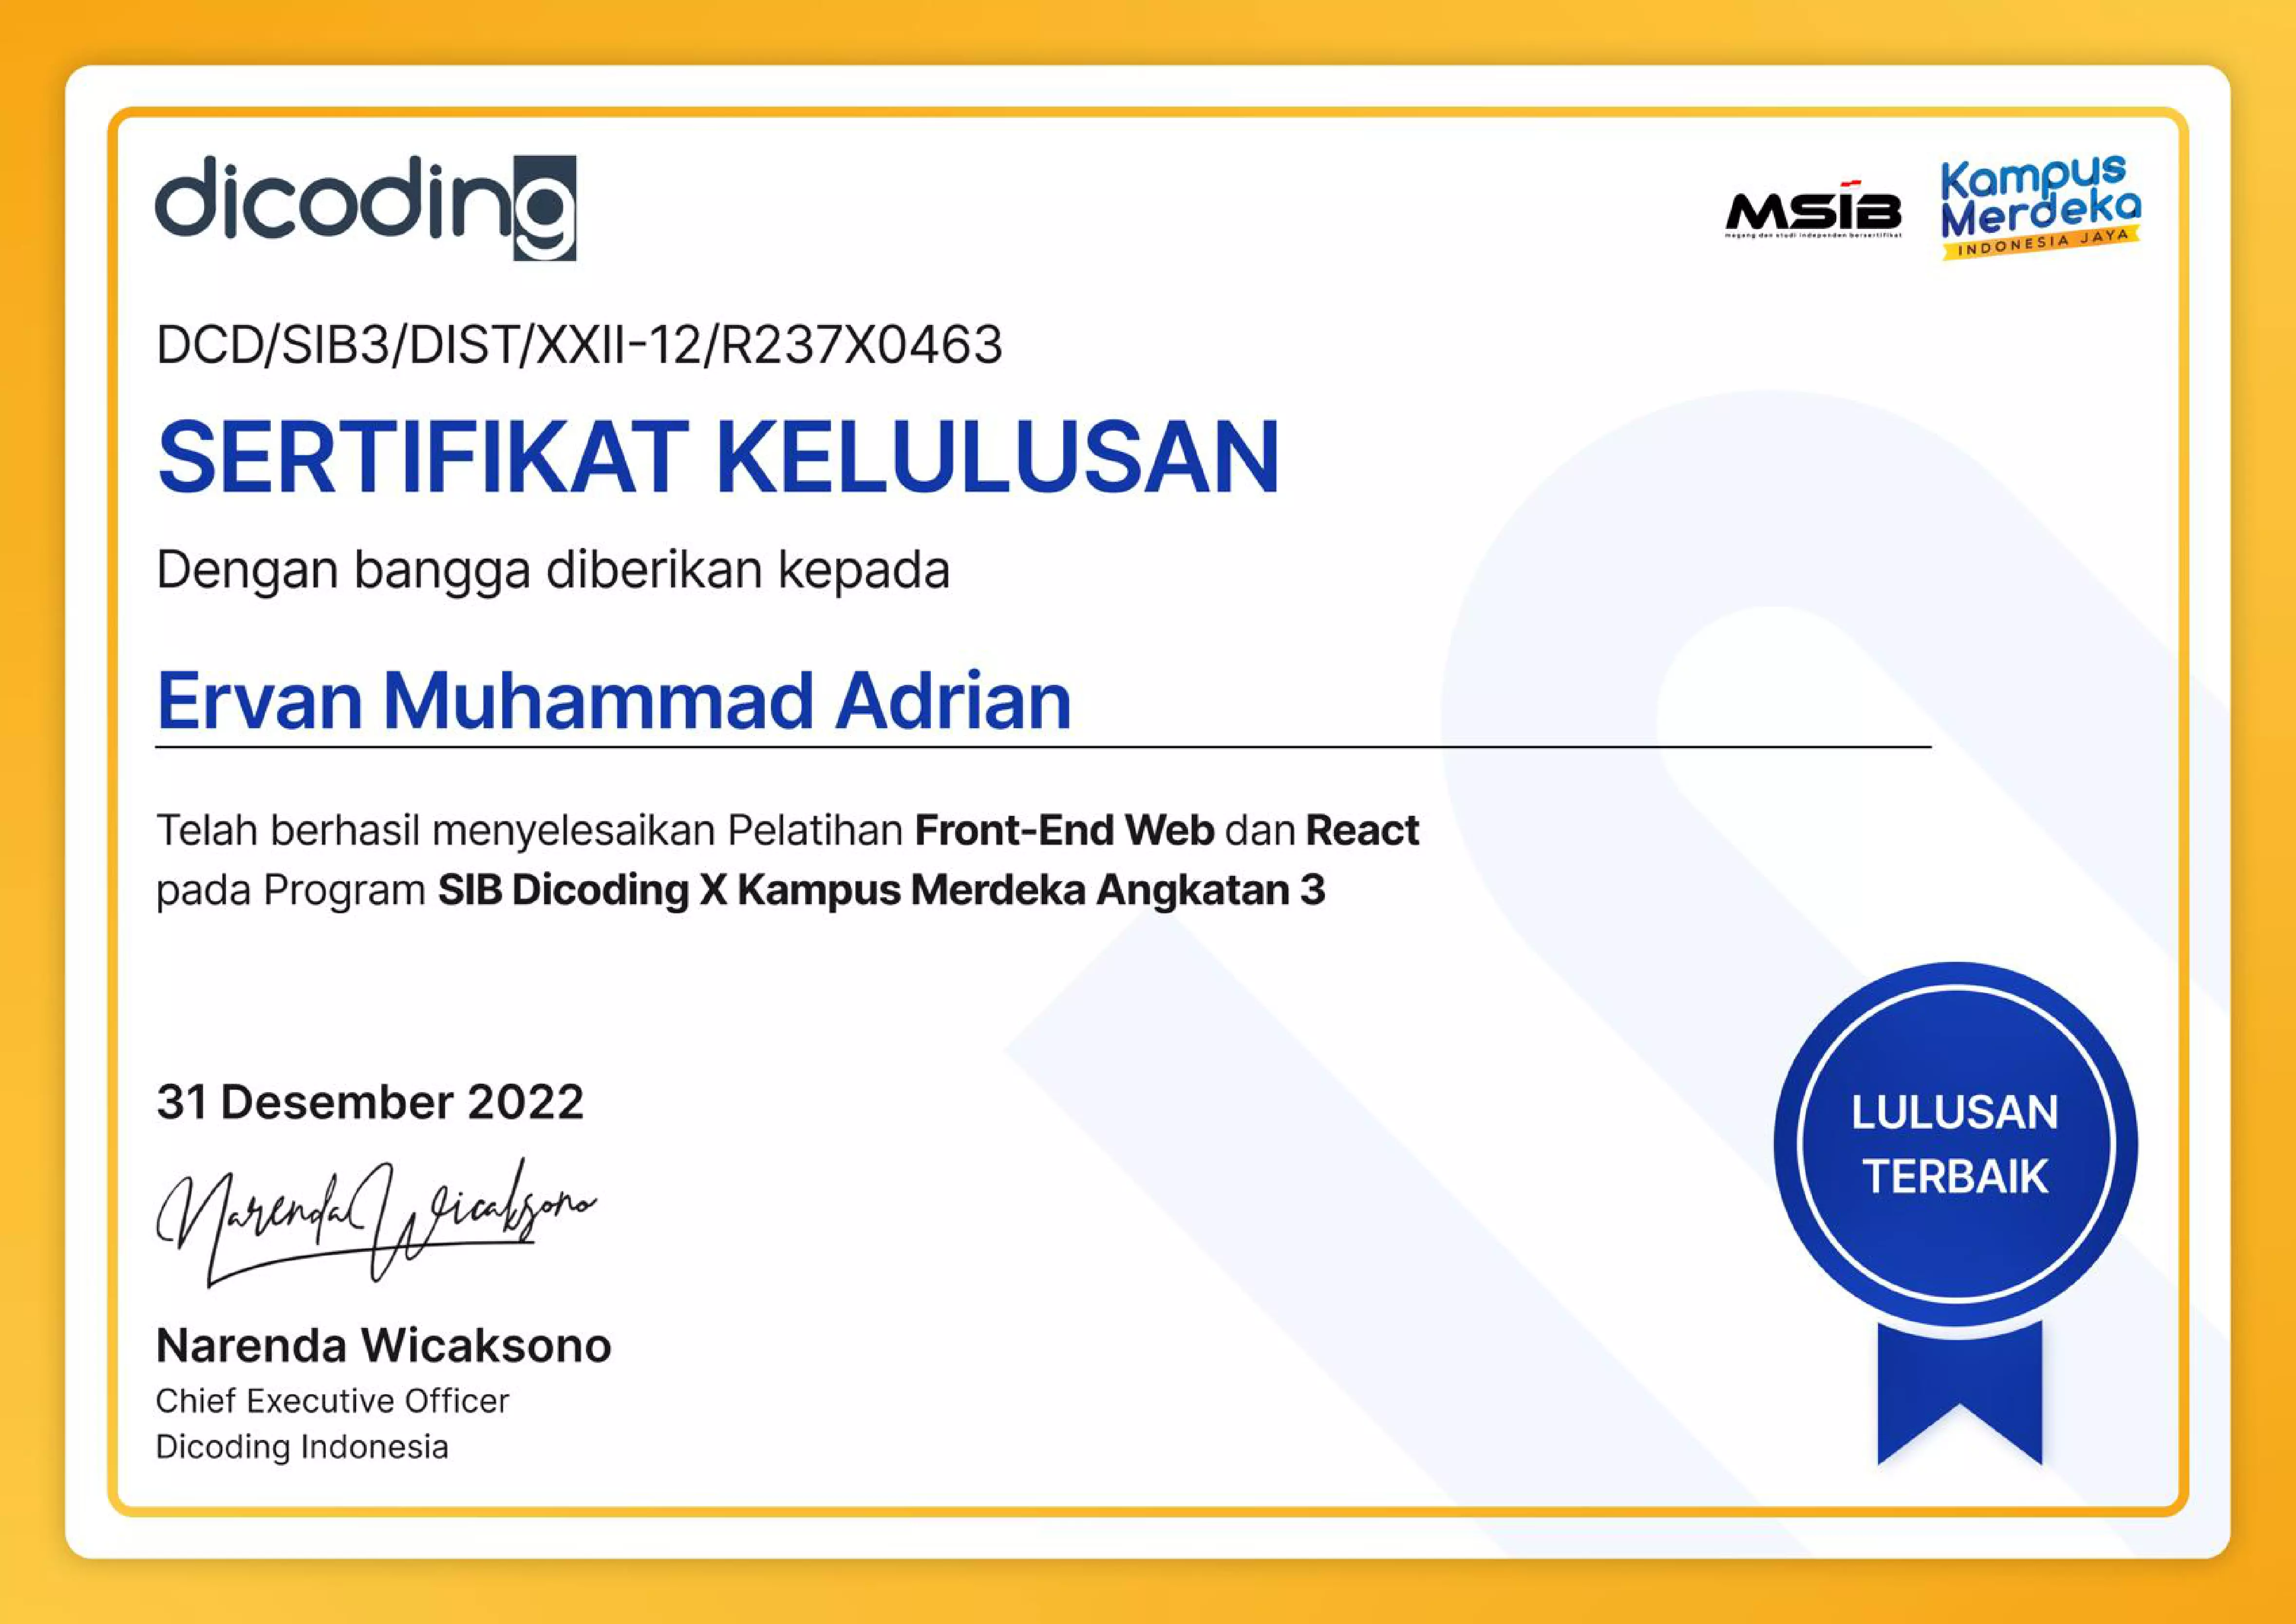 dicoding
MSIB
magang dan studi independen bersertifikat
Kampus
Merdeka
INDONESIA JAYA
DCD/SIB3/DIST/XXII-12/R237X0463
SERTIFIKAT KELULUSAN
Dengan bangga diberikan kepada
Ervan Muhammad Adrian
Telah berhasil menyelesaikan Pelatihan Front-End Web dan React
pada Program SIB Dicoding X Kampus Merdeka Angkatan 3
31 Desember 2022
Narenda Wicaksono
Narenda Wicaksono
Chief Executive Officer
Dicoding Indonesia
LULUSAN
TERBAIK